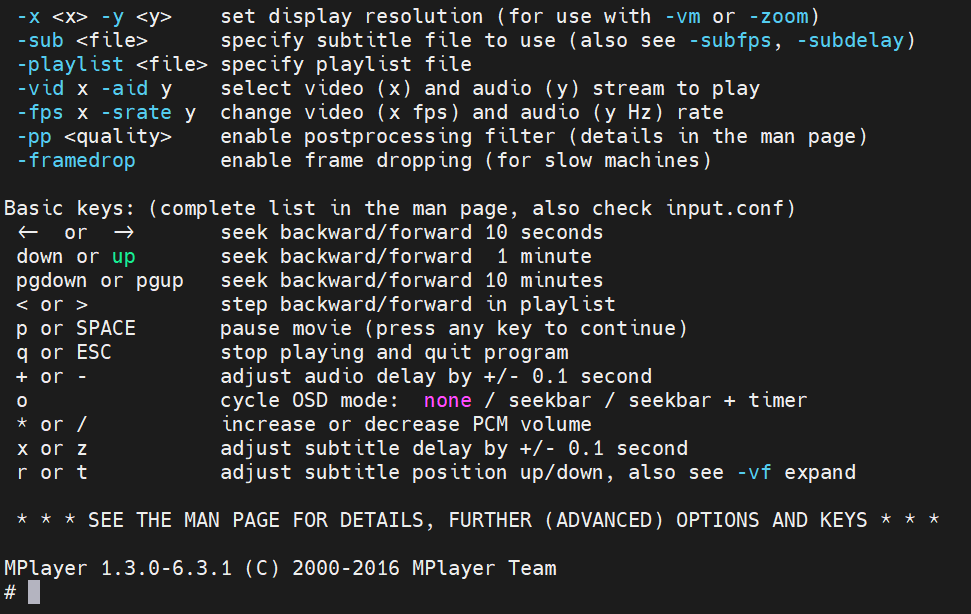 -x <x> -y <y>    set display resolution (for use with -vm or -zoom)
-sub <file>      specify subtitle file to use (also see -subfps, -subdelay)
-playlist <file> specify playlist file
-vid x -aid y    select video (x) and audio (y) stream to play
-fps x -srate y  change video (x fps) and audio (y Hz) rate
-pp <quality>    enable postprocessing filter (details in the man page)
-framedrop       enable frame dropping (for slow machines)

Basic keys: (complete list in the man page, also check input.conf)
<-  or  ->       seek backward/forward 10 seconds
down or up       seek backward/forward  1 minute
pgdown or pgup   seek backward/forward 10 minutes
< or >           step backward/forward in playlist
p or SPACE       pause movie (press any key to continue)
q or ESC         stop playing and quit program
+ or -           adjust audio delay by +/- 0.1 second
o                cycle OSD mode:  none / seekbar / seekbar + timer
* or /           increase or decrease PCM volume
x or z           adjust subtitle delay by +/- 0.1 second
r or t           adjust subtitle position up/down, also see -vf expand

* * * SEE THE MAN PAGE FOR DETAILS, FURTHER (ADVANCED) OPTIONS AND KEYS * * *

MPlayer 1.3.0-6.3.1 (C) 2000-2016 MPlayer Team
#